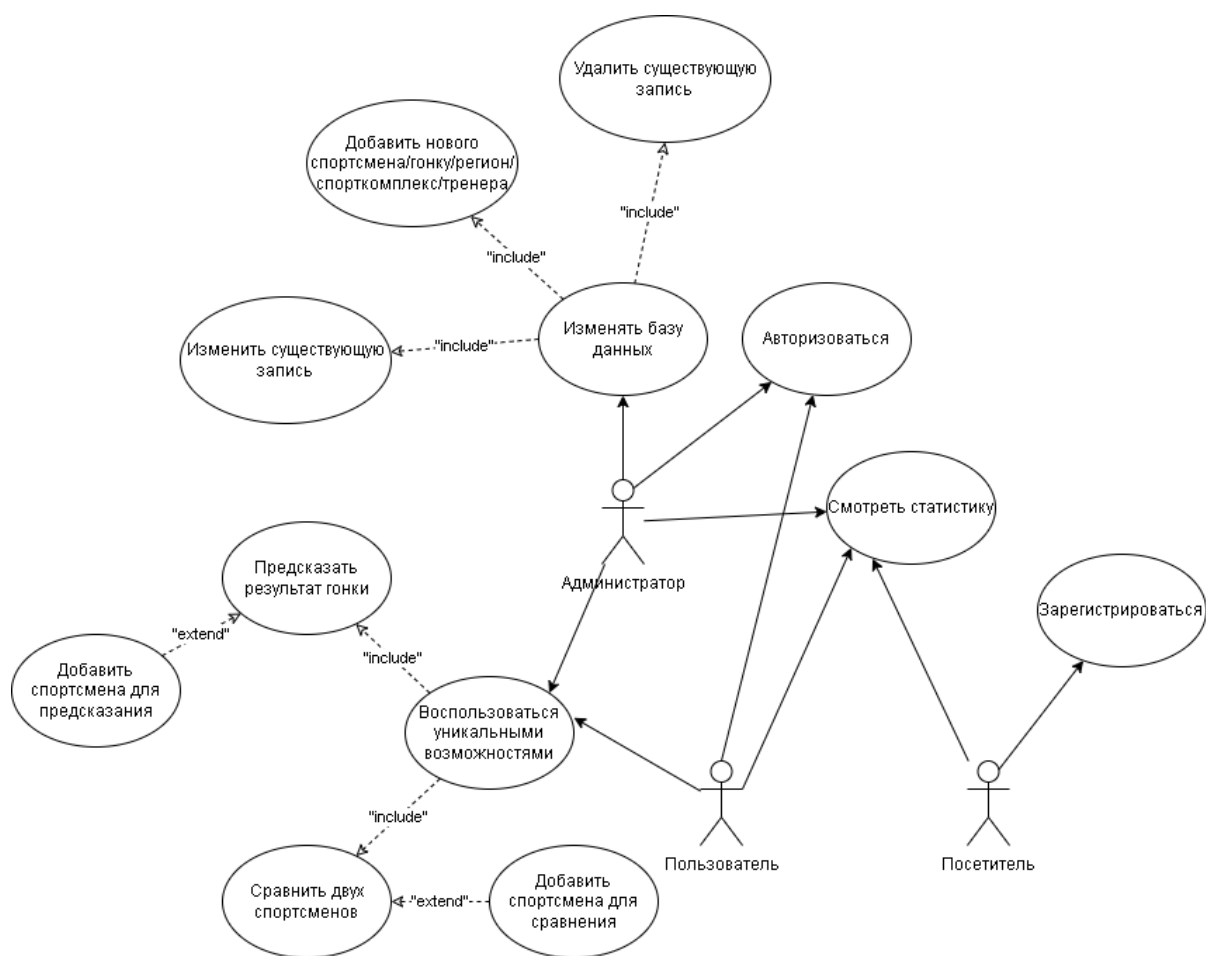 Удалить существующую
запись
Добавить нового
спортсмена/гонку/регион/
спорткомплекс/тренера
"include"
"include"
Изменять базу
данных
Авторизоваться
Изменить существующую
запись
"include"
Смотреть статистику
Администратор
Предсказать
результат гонки
Зарегистрироваться
"extend"
"include"
Добавить
спортсмена для
предсказания
Воспользоваться
уникальными
возможностями
"include"
Пользователь
Посетитель
Сравнить двух
спортсменов
"extend"
Добавить
спортсмена для
сравнения